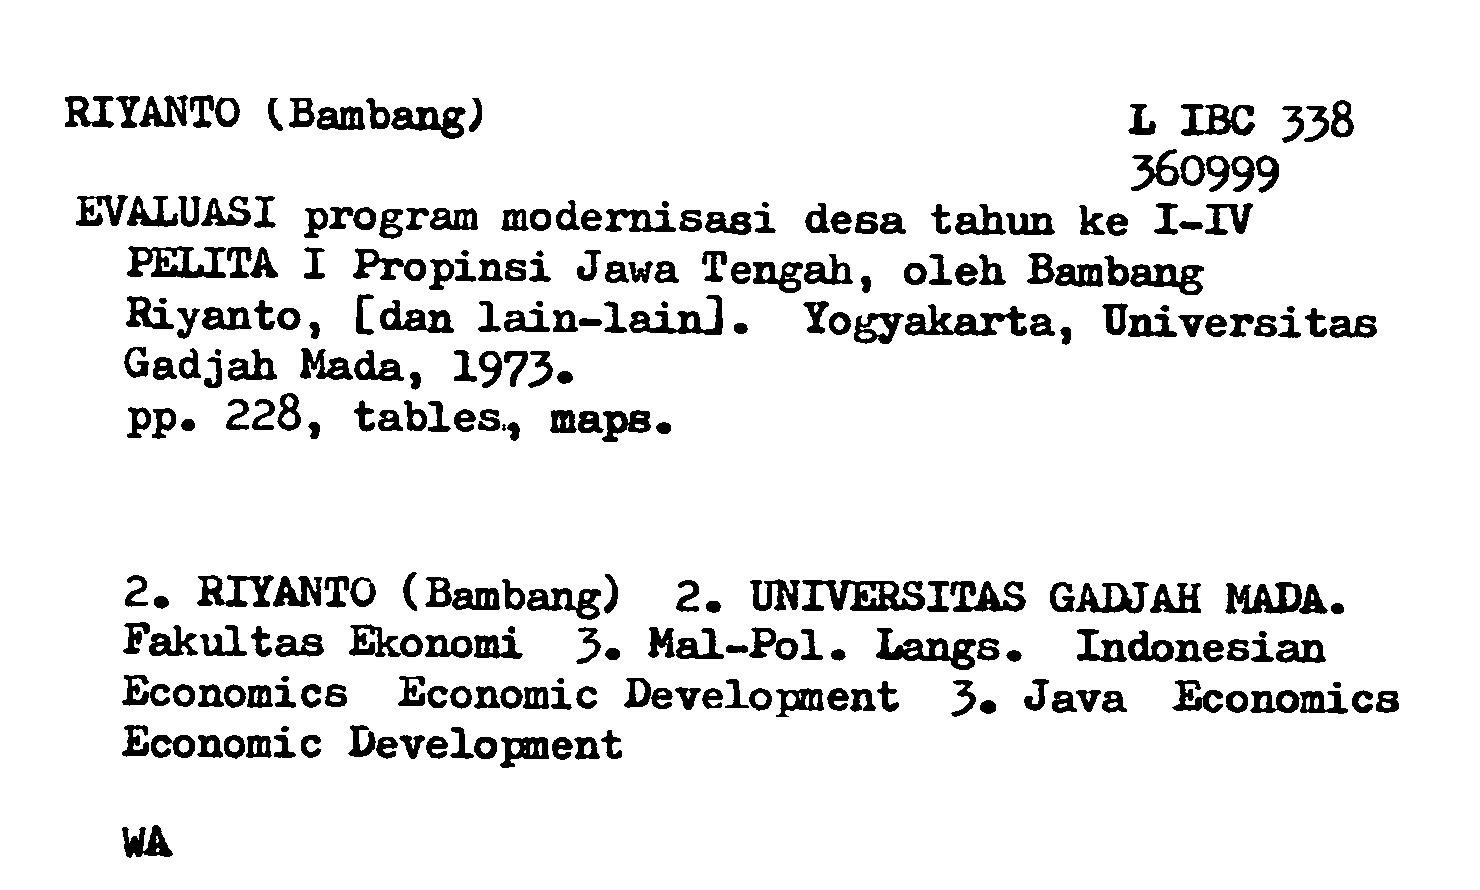 RIYANTO (Bambang)
L IBC 338
360999
EVALUASI program modernisasi desa tahun ke I-IV
PELITA I Propinsi Jawa Tengah, oleh Bambang
Riyanto, [dan lain-lain]. Yogyakarta, Universitas
Gadjah Mada, 1973.
pp. 228, tables., maps.
2. RIYANTO (Bambang) 2. UNIVERSITAS GADJAH MADA.
Fakultas Ekonomi 3. Mal-Pol. Langs. Indonesian
Economics Economic Development 3. Java Economics
Economic Development
WA